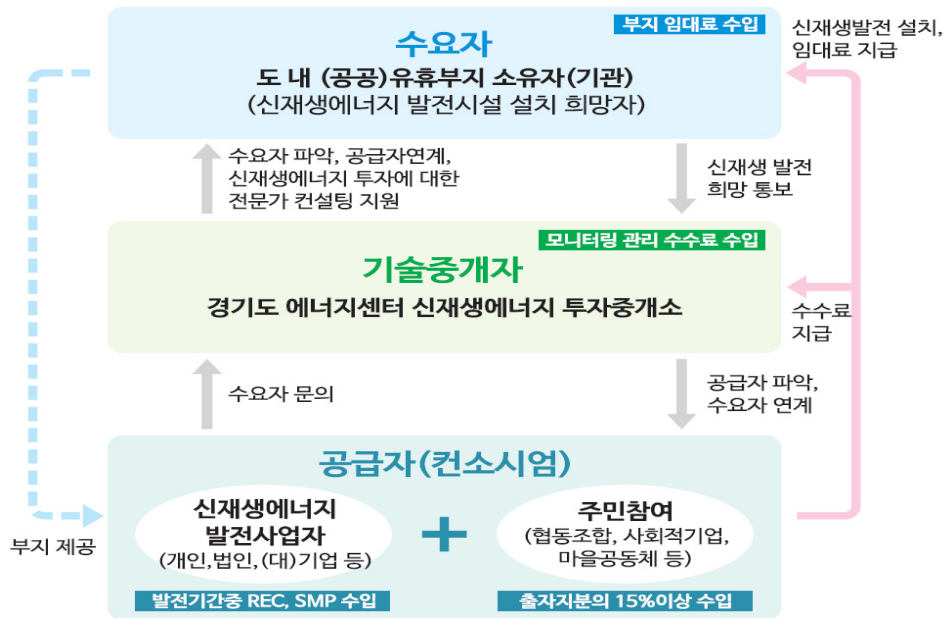 부지 임대료 수입
수요자
도 내 (공공)유휴부지 소유자(기관)
(신재생에너지 발전시설 설치 희망자)
신재생발전 설치,
임대료 지급
수요자 파악, 공급자연계,
신재생에너지 투자에 대한
전문가 컨설팅 지원
신재생 발전
희망 통보
모니터링 관리 수수료 수입
기술중개자
경기도 에너지센터 신재생에너지 투자중개소
수수료
지급
수요자 문의
공급자 파악,
수요자 연계
공급자(컨소시엄)
신재생에너지
발전사업자
(개인,법인,(대)기업 등)
+
주민참여
(협동조합, 사회적기업,
마을공동체 등)
부지 제공
발전기간중 REC, SMP 수입
출자지분의 15%이상 수입